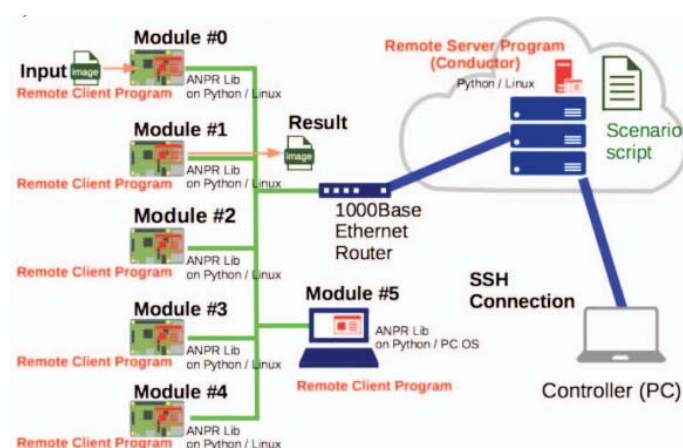 Module #0
Input
image
Remote Client Program
ANPR Lib
on Python / Linux
Module #1
Result
image
ANPR Lib
on Python / Linux
Remote Client Program
Module #2
ANPR Lib
on Python / Linux
Remote Client Program
Module #3
ANPR Lib
on Python / Linux
Remote Client Program
Module #4
ANPR Lib
on Python / Linux
Remote Client Program
1000Base
Ethernet
Router
Module #5
ANPR Lib
on Python / PC OS
Remote Client Program
Remote Server Program
(Conductor)
Python / Linux
Scenario
script
SSH
Connection
Controller (PC)